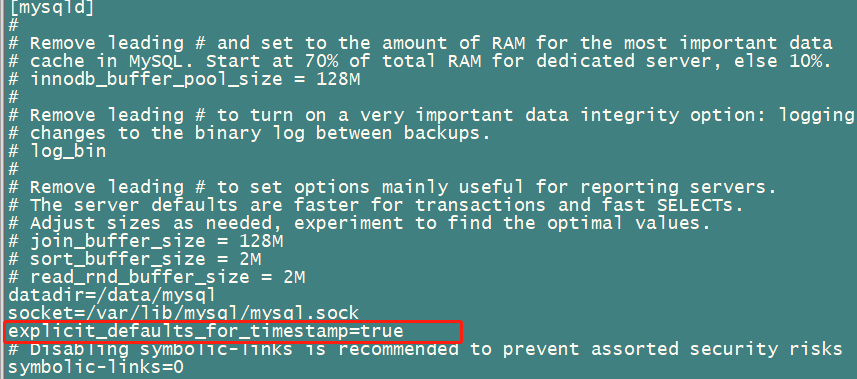 [mysqld]
#
# Remove leading # and set to the amount of RAM for the most important data
# cache in MySQL. Start at 70% of total RAM for dedicated server, else 10%.
# innodb_buffer_pool_size = 128M
#
# Remove leading # to turn on a very important data integrity option: logging
# changes to the binary log between backups.
# log_bin
#
# Remove leading # to set options mainly useful for reporting servers.
# The server defaults are faster for transactions and fast SELECTs.
# Adjust sizes as needed, experiment to find the optimal values.
# join_buffer_size = 128M
# sort_buffer_size = 2M
# read_rnd_buffer_size = 2M
datadir=/data/mysql
socket=/var/lib/mysql/mysql.sock
explicit_defaults_for_timestamp=true
# Disabling symbolic-links is recommended to prevent assorted security risks
symbolic-links=0